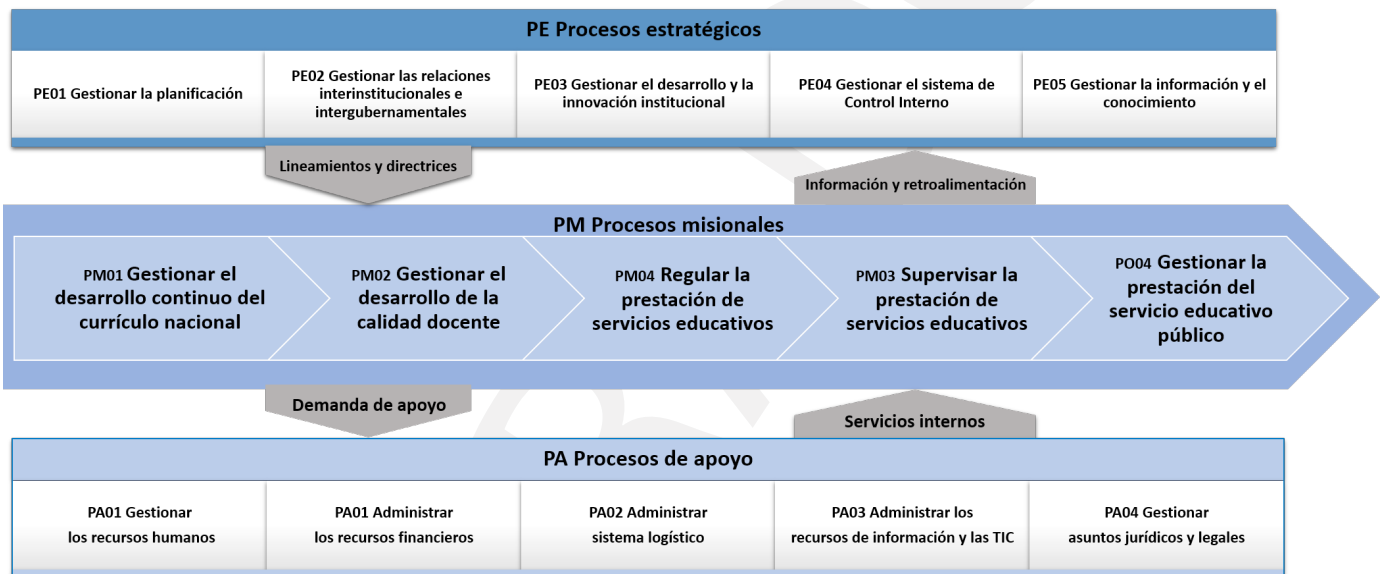 PE Procesos estratégicos
PE01 Gestionar la planificación
PE02 Gestionar las relaciones
interinstitucionales e
intergubernamentales
PE03 Gestionar el desarrollo y la
innovación institucional
PE04 Gestionar el sistema de
Control Interno
PE05 Gestionar la información y el
conocimiento
Lineamientos y directrices
Información y retroalimentación
PM Procesos misionales
PM01 Gestionar el
desarrollo continuo del
currículo nacional
PM02 Gestionar el
desarrollo de la
calidad docente
PM04 Regular la
prestación de
servicios educativos
PM03 Supervisar la
prestación de
servicios educativos
PO04 Gestionar la
prestación del
servicio educativo
público
Demanda de apoyo
Servicios internos
PA Procesos de apoyo
PA01 Gestionar
los recursos humanos
PA01 Administrar
los recursos financieros
PA02 Administrar
sistema logístico
PA03 Administrar los
recursos de información y las TIC
PA04 Gestionar
asuntos jurídicos y legales